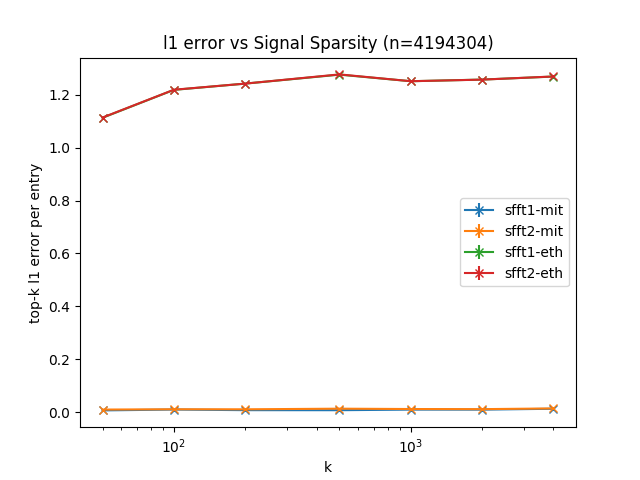 l1 error vs Signal Sparsity (n=4194304)
top-k l1 error per entry
1.2
1.0
0.8
0.6
0.4
0.2
0.0
sfft1-mit
sfft2-mit
sfft1-eth
sfft2-eth
10² 10³
k